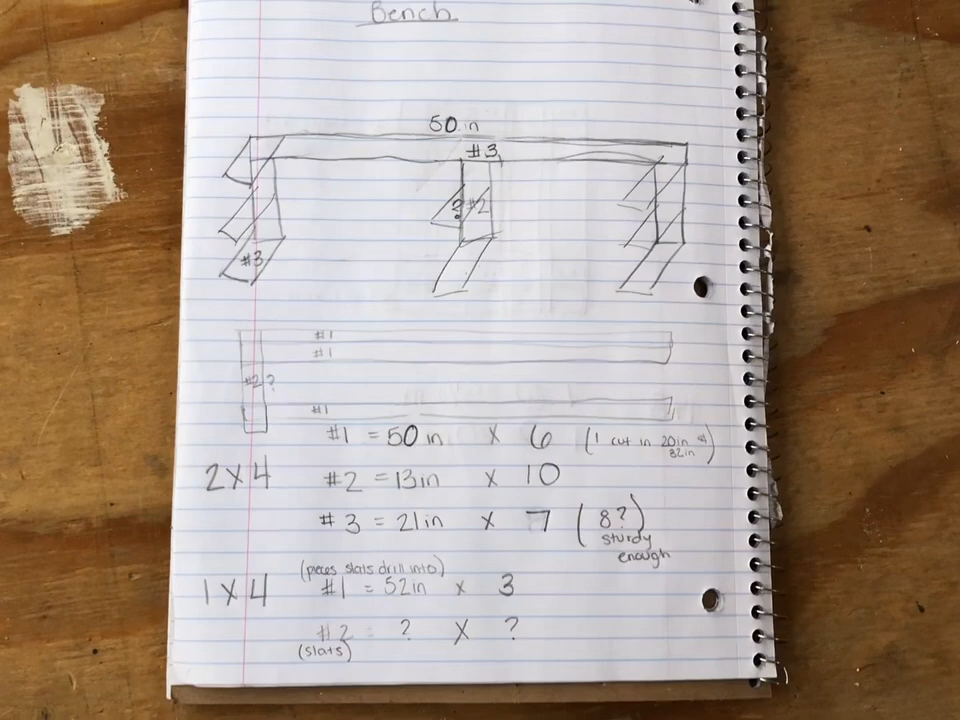 Bench
50 in
#3
? #2
#3
#1
#1
#2 ?
#1
#1 = 50 in x 6 (1 cut in 20in & 32in)
2x4 #2 = 13in x 10
#3 = 21in x 7 (8? sturdy enough)
(pieces slats drill into)
1x4 #1 = 52in x 3
#2 = ? x ?
(slats)